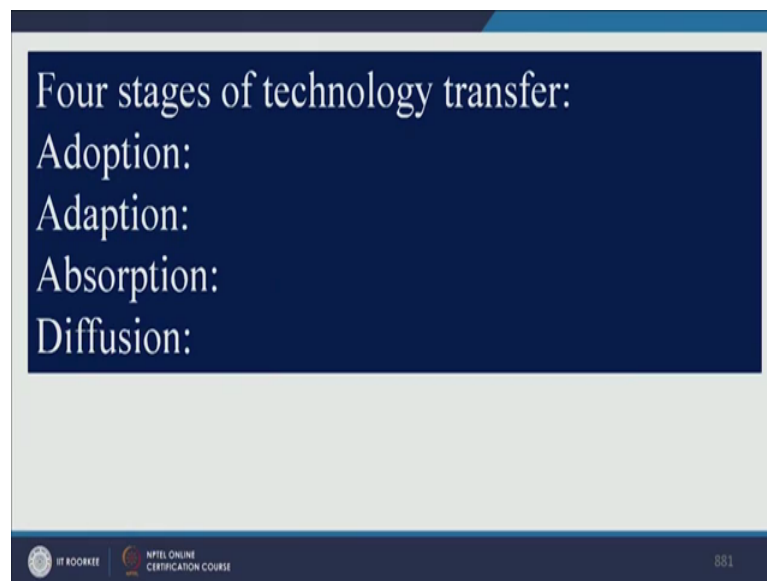 Four stages of technology transfer:
Adoption:
Adaption:
Absorption:
Diffusion:
IIT ROORKEE
NPTEL ONLINE
CERTIFICATION COURSE
881